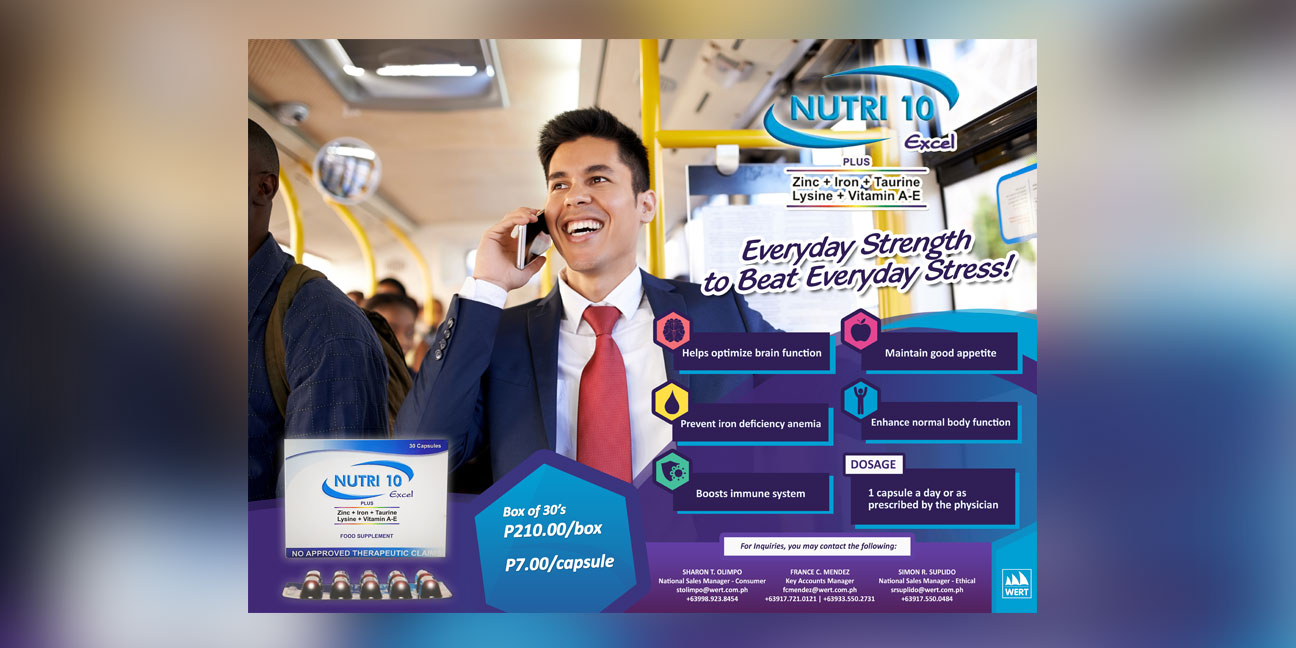 NUTRI 10
Excel
PLUS
Zinc + Iron + Taurine
Lysine + Vitamin A-E
Everyday Strength
to Beat Everyday Stress!
Helps optimize brain function
Maintain good appetite
Prevent iron deficiency anemia
Enhance normal body function
Boosts immune system
DOSAGE
1 capsule a day or as
prescribed by the physician
30 Capsules
NUTRI 10
Excel
PLUS
Zinc + Iron + Taurine
Lysine + Vitamin A-E
FOOD SUPPLEMENT
NO APPROVED THERAPEUTIC CLAIMS
Box of 30's
P210.00/box
P7.00/capsule
For Inquiries, you may contact the following:
SHARON T. OLIMPO
National Sales Manager - Consumer
stolimpo@wert.com.ph
+63998.923.8454
FRANCE C. MENDEZ
Key Accounts Manager
fcmendez@wert.com.ph
+63917.721.0121 | +63933.550.2731
SIMON R. SUPLIDO
National Sales Manager - Ethical
srsuplido@wert.com.ph
+63917.550.0484
WERT